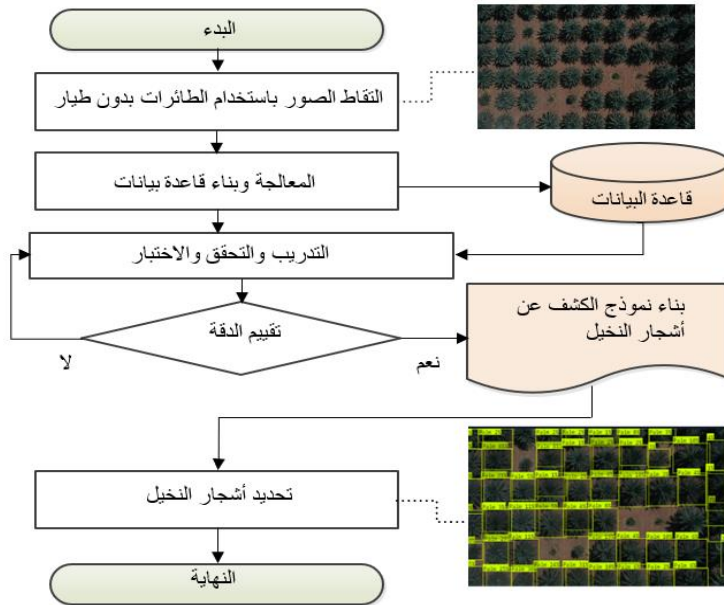 البدء
التقاط الصور باستخدام الطائرات بدون طيار
المعالجة وبناء قاعدة بيانات
قاعدة البيانات
التدريب والتحقق والاختبار
تقييم الدقة
لا
نعم
بناء نموذج الكشف عن
أشجار النخيل
تحديد أشجار النخيل
النهاية